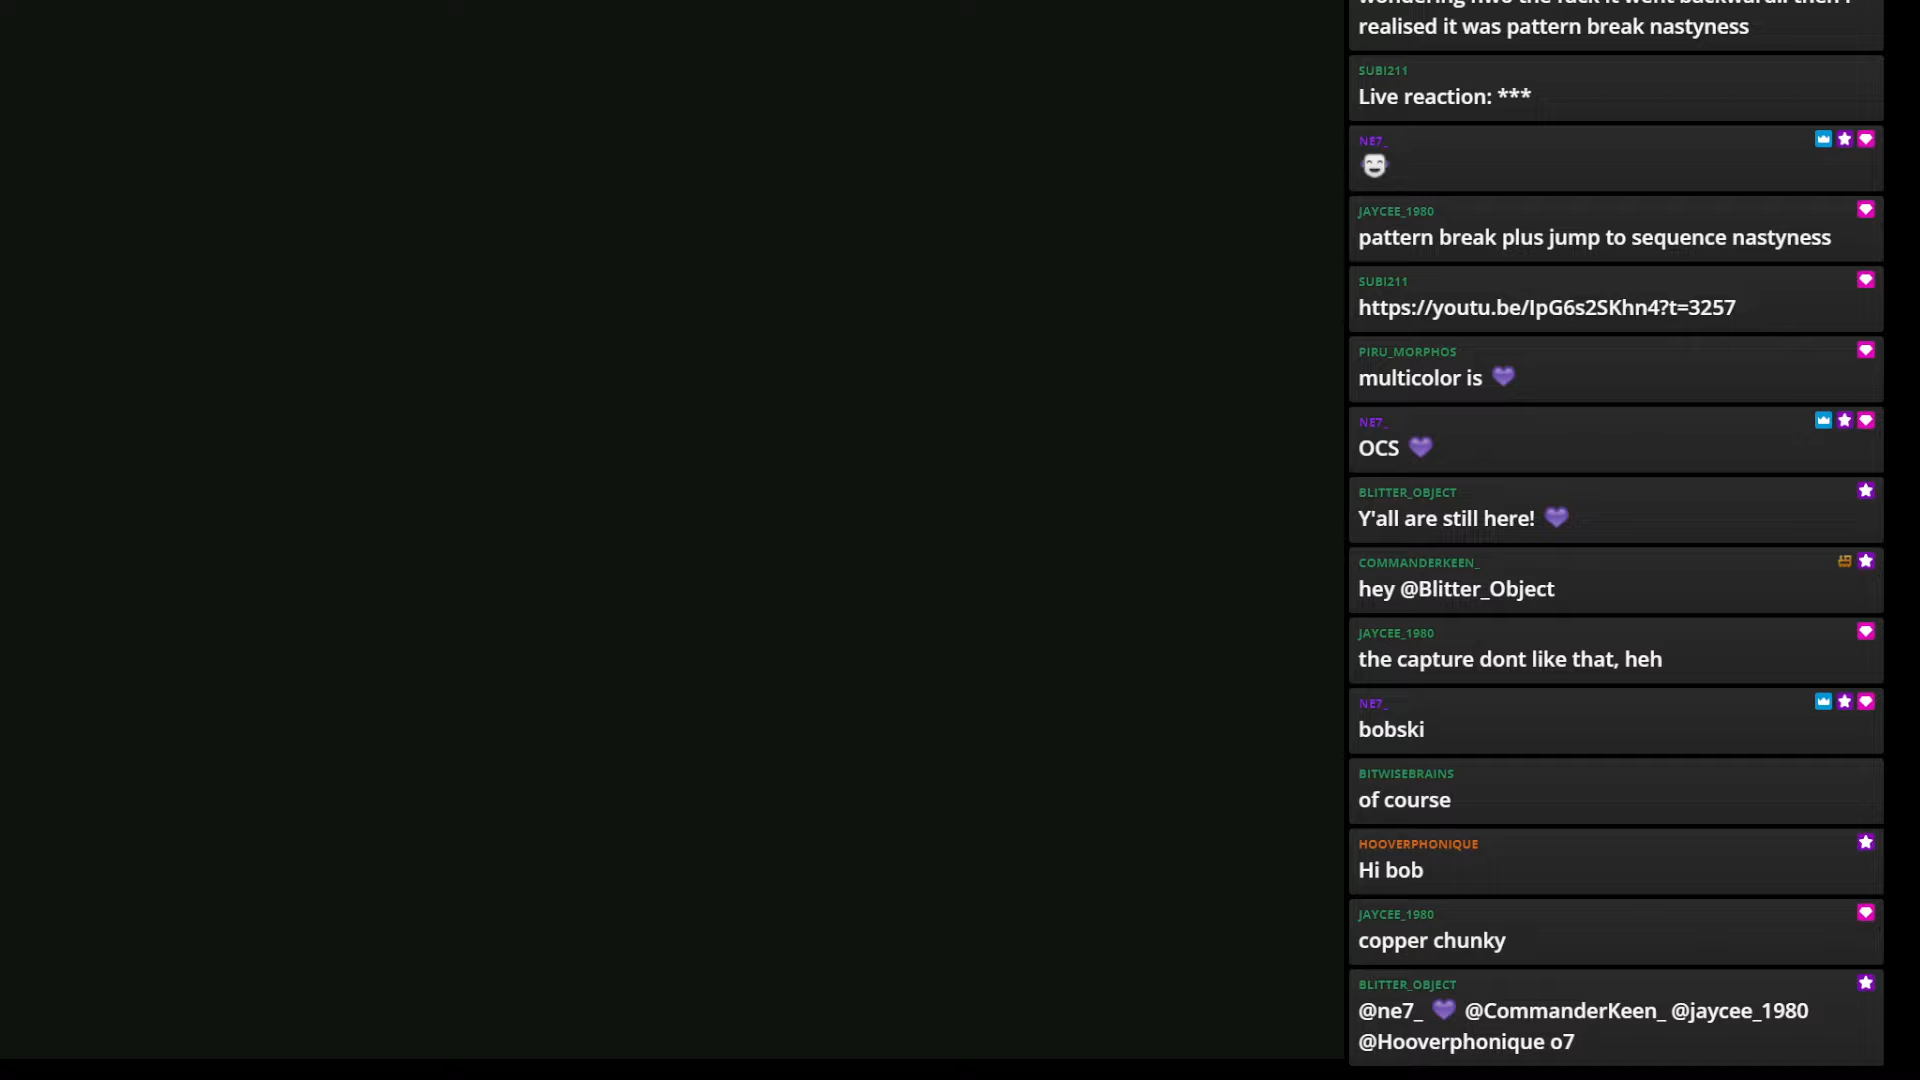 realised it was pattern break nastyness
SUBI211
Live reaction: ***
NE7_
JAYCEE_1980
pattern break plus jump to sequence nastyness
SUBI211
https://youtu.be/IpG6s2SKhn4?t=3257
PIRU_MORPHOS
multicolor is 💜
NE7_
OCS 💜
BLITTER_OBJECT
Y'all are still here! 💜
COMMANDERKEEN_
hey @Blitter_Object
JAYCEE_1980
the capture dont like that, heh
NE7_
bobski
BITWISEBRAINS
of course
HOOVERPHONIQUE
Hi bob
JAYCEE_1980
copper chunky
BLITTER_OBJECT
@ne7_ 💜 @CommanderKeen_ @jaycee_1980
@Hooverphonique o7